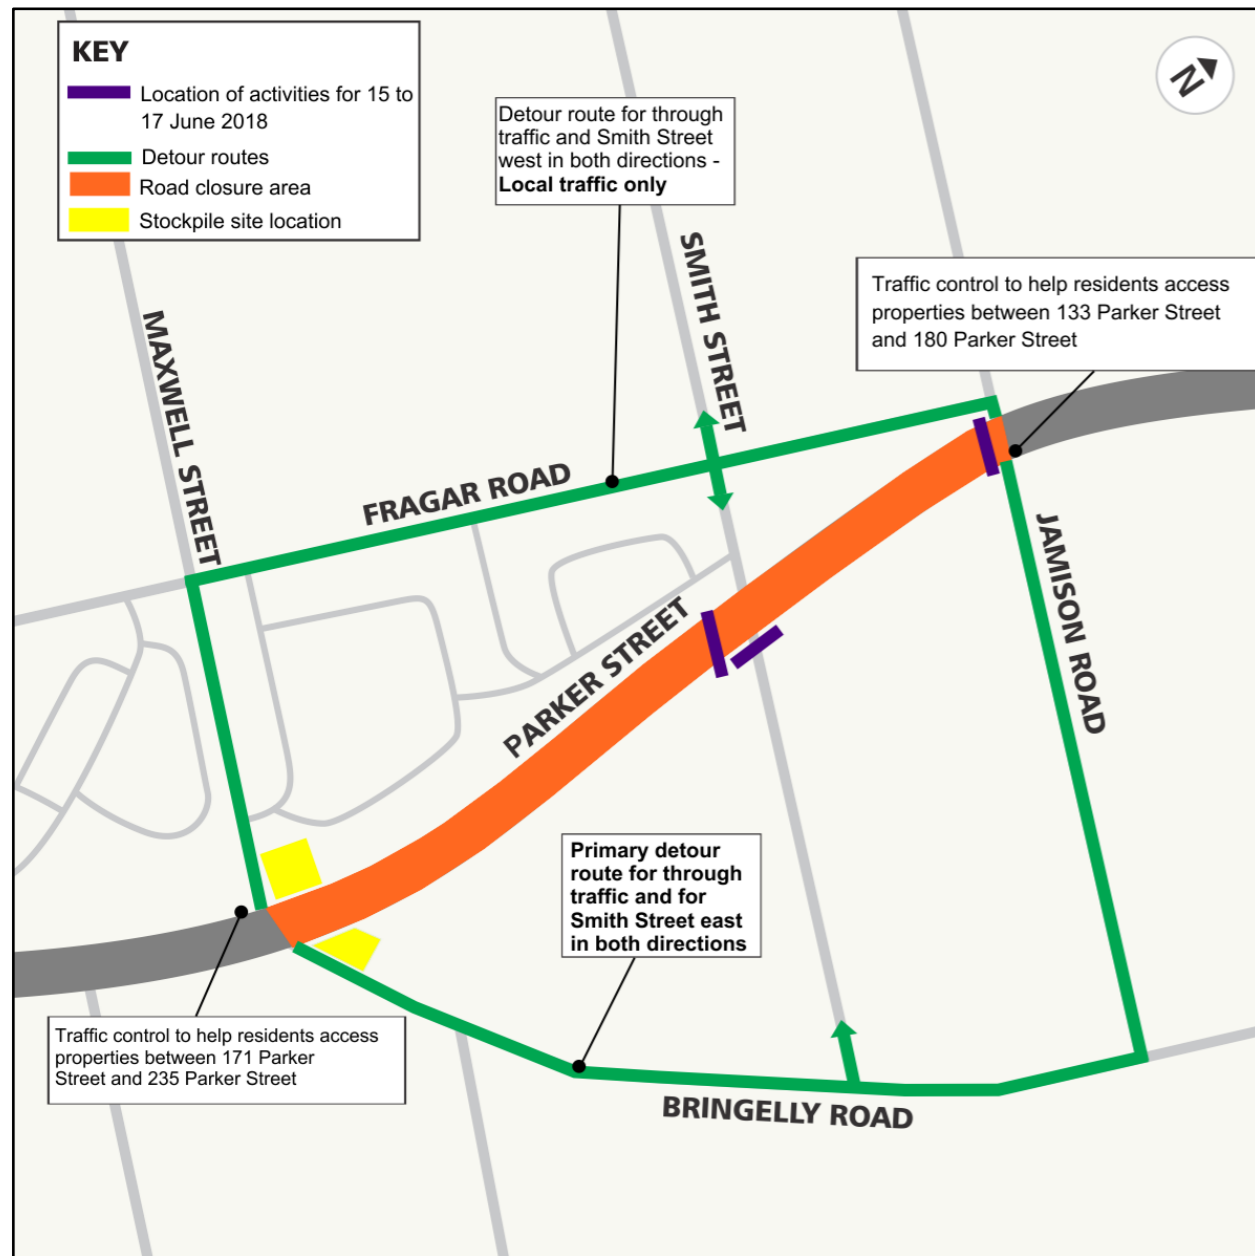 KEY
Location of activities for 15 to
17 June 2018
Detour routes
Road closure area
Stockpile site location
N
Detour route for through
traffic and Smith Street
west in both directions -
Local traffic only
SMITH STREET
Traffic control to help residents access
properties between 133 Parker Street
and 180 Parker Street
MAXWELL STREET
FRAGAR ROAD
JAMISON ROAD
PARKER STREET
Primary detour
route for through
traffic and for
Smith Street east
in both directions
Traffic control to help residents access
properties between 171 Parker
Street and 235 Parker Street
BRINGELLY ROAD